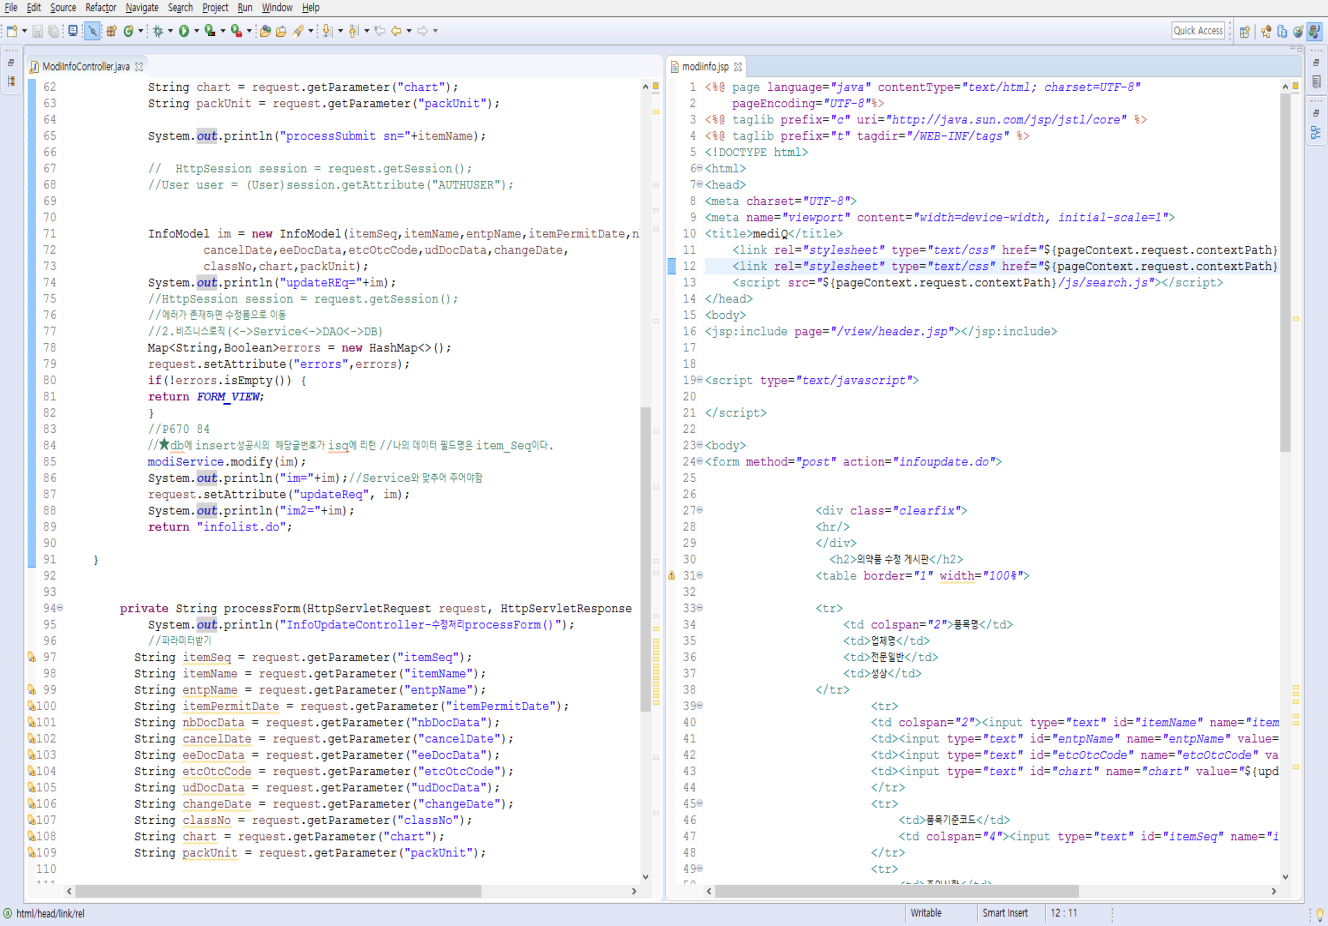 File Edit Source Refactor Navigate Search Project Run Window Help
Quick Access
ModiInfoController.java
62 String chart = request.getParameter("chart");
63 String packUnit = request.getParameter("packUnit");
64
65 System.out.println("processSubmit sn="+itemName);
66
67 // HttpSession session = request.getSession();
68 //User user = (User)session.getAttribute("AUTHUSER");
69
70
71 InfoModel im = new InfoModel(itemSeq,itemName,entpName,itemPermitDate,n
72 cancelDate,eeDocData,etcOtcCode,udDocData,changeDate,
73 classNo,chart,packUnit);
74 System.out.println("updateREq="+im);
75 //HttpSession session = request.getSession();
76 //에러가 존재하면 수정폼으로 이동
77 //2.비즈니스로직(<->Service<->DAO<->DB)
78 Map<String,Boolean>errors = new HashMap<>();
79 request.setAttribute("errors",errors);
80 if(!errors.isEmpty()) {
81 return FORM_VIEW;
82 }
83 //P670 84
84 //★db에 insert성공시의 해당글번호가 isq에 리턴 //나의 데이터 필드명은 item_Seq이다.
85 modiService.modify(im);
86 System.out.println("im="+im);//Service와 맞추어 주어야함
87 request.setAttribute("updateReq", im);
88 System.out.println("im2="+im);
89 return "infolist.do";
90
91 }
92
93
94 private String processForm(HttpServletRequest request, HttpServletResponse
95 System.out.println("InfoUpdateController-수정처리processForm()");
96 //파라미터받기
97 String itemSeq = request.getParameter("itemSeq");
98 String itemName = request.getParameter("itemName");
99 String entpName = request.getParameter("entpName");
100 String itemPermitDate = request.getParameter("itemPermitDate");
101 String nbDocData = request.getParameter("nbDocData");
102 String cancelDate = request.getParameter("cancelDate");
103 String eeDocData = request.getParameter("eeDocData");
104 String etcOtcCode = request.getParameter("etcOtcCode");
105 String udDocData = request.getParameter("udDocData");
106 String changeDate = request.getParameter("changeDate");
107 String classNo = request.getParameter("classNo");
108 String chart = request.getParameter("chart");
109 String packUnit = request.getParameter("packUnit");
110
111
modiinfo.jsp
1 <%@ page language="java" contentType="text/html; charset=UTF-8"
2 pageEncoding="UTF-8"%>
3 <%@ taglib prefix="c" uri="http://java.sun.com/jsp/jstl/core" %>
4 <%@ taglib prefix="t" tagdir="/WEB-INF/tags" %>
5 <!DOCTYPE html>
6 <html>
7 <head>
8 <meta charset="UTF-8">
9 <meta name="viewport" content="width=device-width, initial-scale=1">
10 <title>mediQ</title>
11 <link rel="stylesheet" type="text/css" href="${pageContext.request.contextPath}
12 <link rel="stylesheet" type="text/css" href="${pageContext.request.contextPath}
13 <script src="${pageContext.request.contextPath}/js/search.js"></script>
14 </head>
15 <body>
16 <jsp:include page="/view/header.jsp"></jsp:include>
17
18
19 <script type="text/javascript">
20
21 </script>
22
23 <body>
24 <form method="post" action="infoupdate.do">
25
26
27 <div class="clearfix">
28 <hr/>
29 </div>
30 <h2>의약품 수정 게시판</h2>
31 <table border="1" width="100%">
32
33 <tr>
34 <td colspan="2">품목명</td>
35 <td>업체명</td>
36 <td>전문일반</td>
37 <td>성상</td>
38 </tr>
39 <tr>
40 <td colspan="2"><input type="text" id="itemName" name="item
41 <td><input type="text" id="entpName" name="entpName" value=
42 <td><input type="text" id="etcOtcCode" name="etcOtcCode" va
43 <td><input type="text" id="chart" name="chart" value="${upd
44 </tr>
45 <tr>
46 <td>품목기준코드</td>
47 <td colspan="4"><input type="text" id="itemSeq" name="i
48 </tr>
49 <tr>
50 <td>주의사항</td>
html/head/link/rel
Writable
Smart Insert
12 : 11